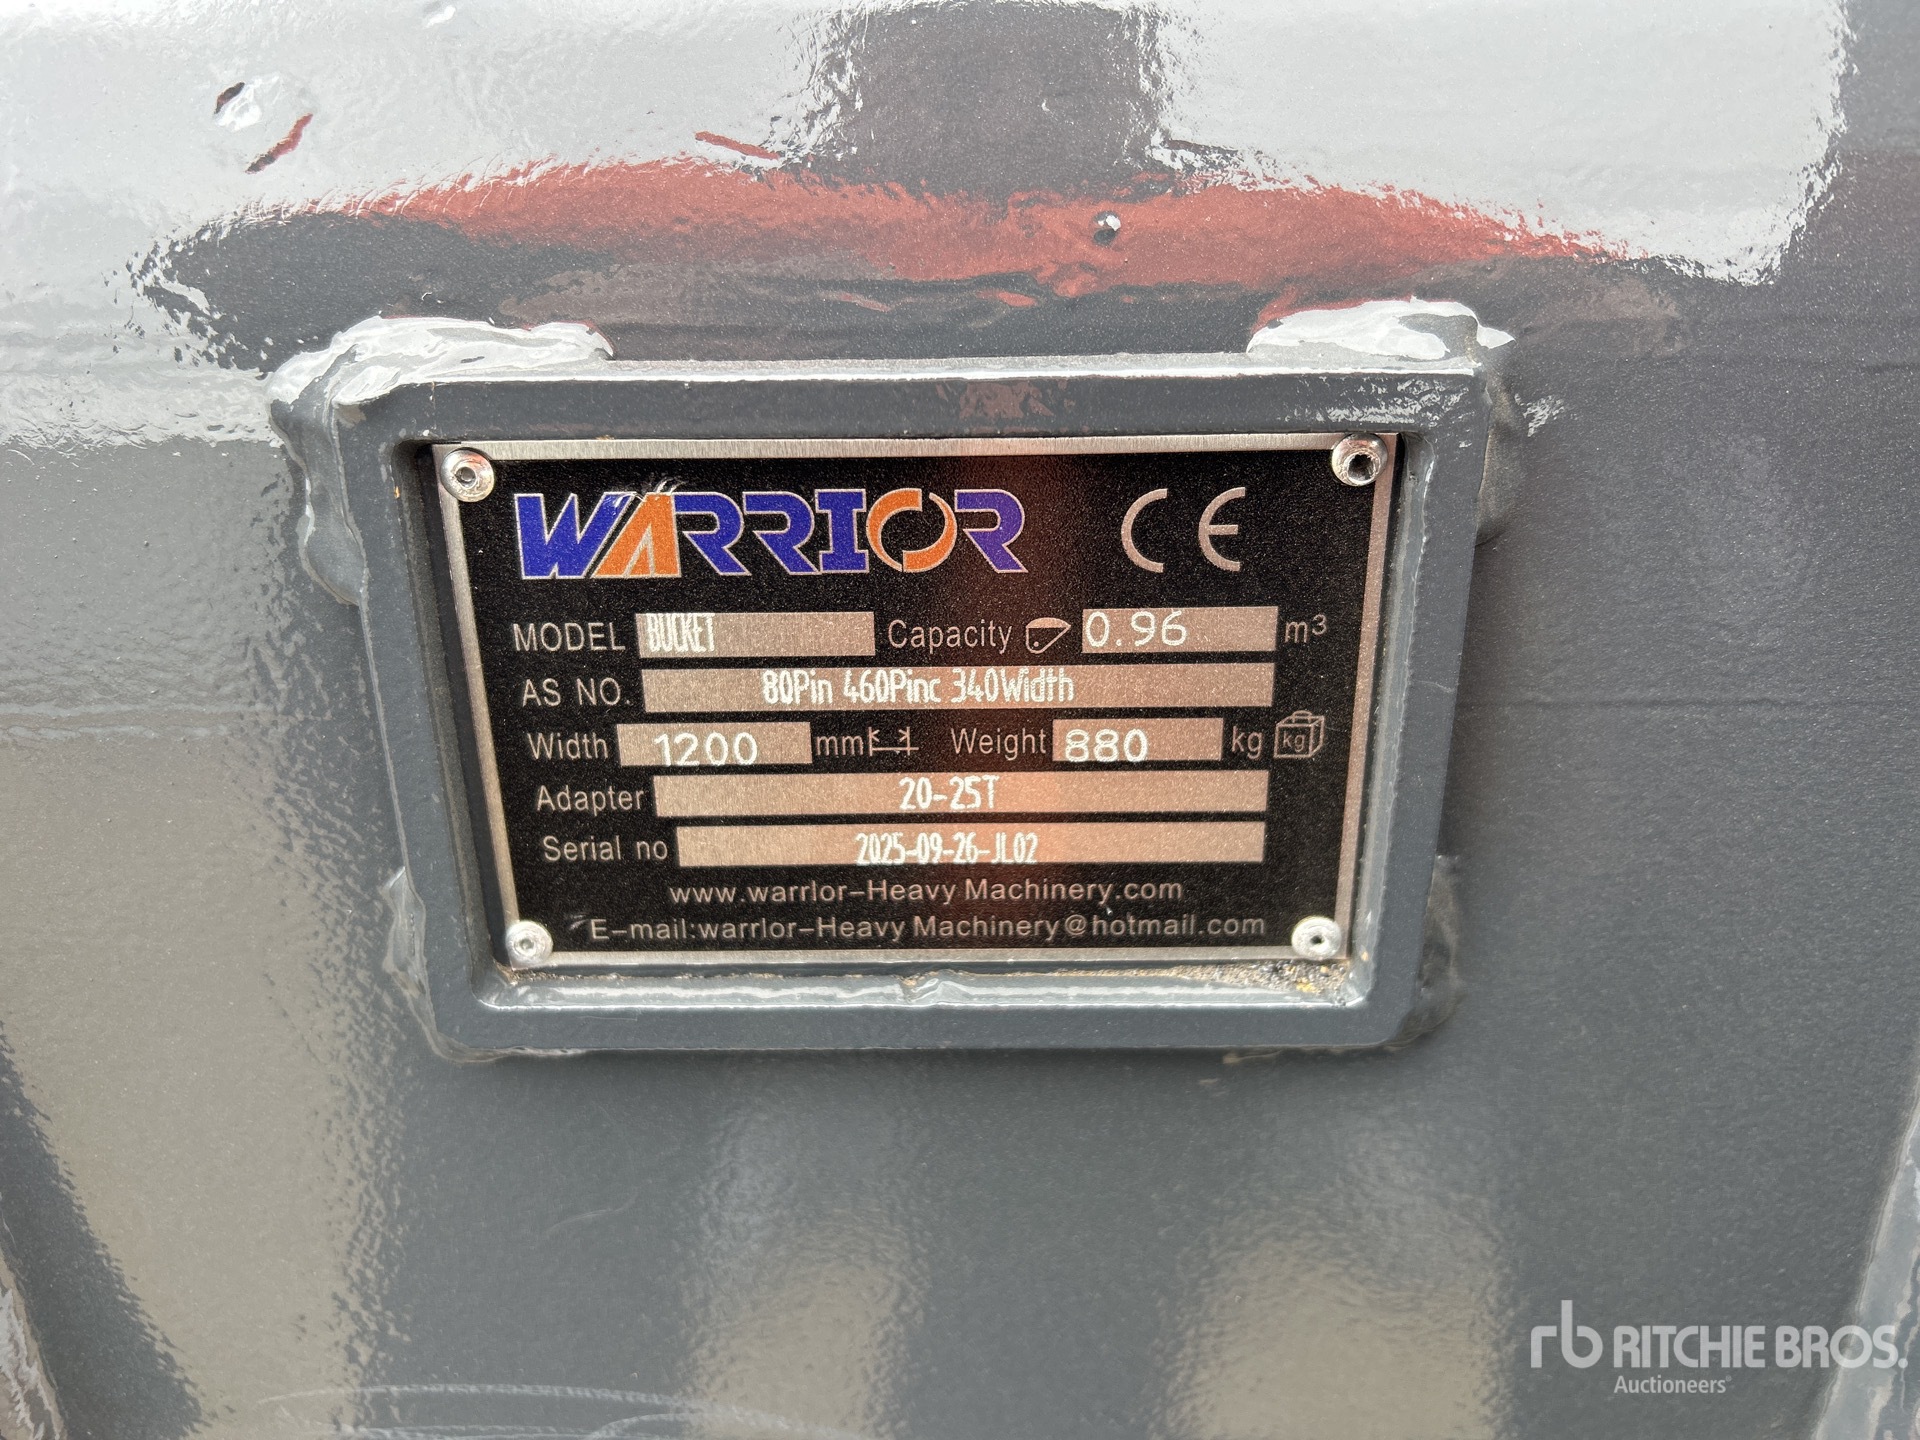 WARRIOR CE
MODEL BUCKET Capacity 0.96 m³
AS NO. 80Pin 460Pinc 340Width
Width 1200 mm Weight 880 kg kg
Adapter 20-25T
Serial no 2025-09-26-JL02
www.warrlor-Heavy Machinery.com
E-mail:warrlor-Heavy Machinery@hotmail.com
rb RITCHIE BROS.
Auctioneers